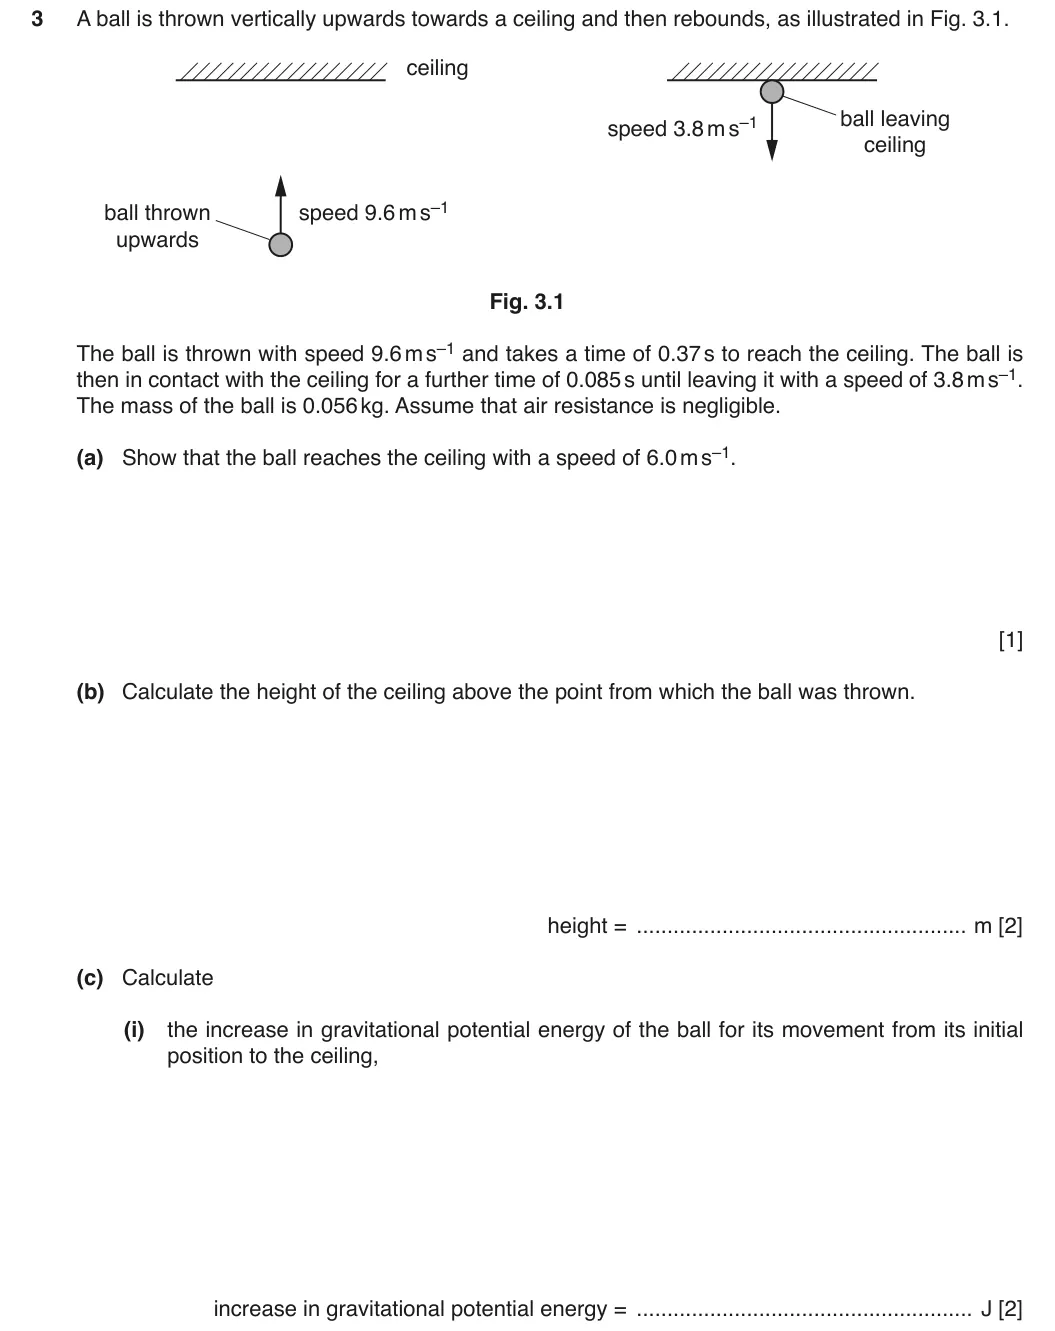 3 A ball is thrown vertically upwards towards a ceiling and then rebounds, as illustrated in Fig. 3.1.
ceiling
speed 3.8 m s⁻¹
ball leaving
ceiling
ball thrown
upwards
speed 9.6 m s⁻¹
Fig. 3.1
The ball is thrown with speed 9.6 m s⁻¹ and takes a time of 0.37 s to reach the ceiling. The ball is
then in contact with the ceiling for a further time of 0.085 s until leaving it with a speed of 3.8 m s⁻¹.
The mass of the ball is 0.056 kg. Assume that air resistance is negligible.
(a) Show that the ball reaches the ceiling with a speed of 6.0 m s⁻¹.
[1]
(b) Calculate the height of the ceiling above the point from which the ball was thrown.
height = ...................................................... m [2]
(c) Calculate
(i) the increase in gravitational potential energy of the ball for its movement from its initial
position to the ceiling,
increase in gravitational potential energy = ....................................................... J [2]